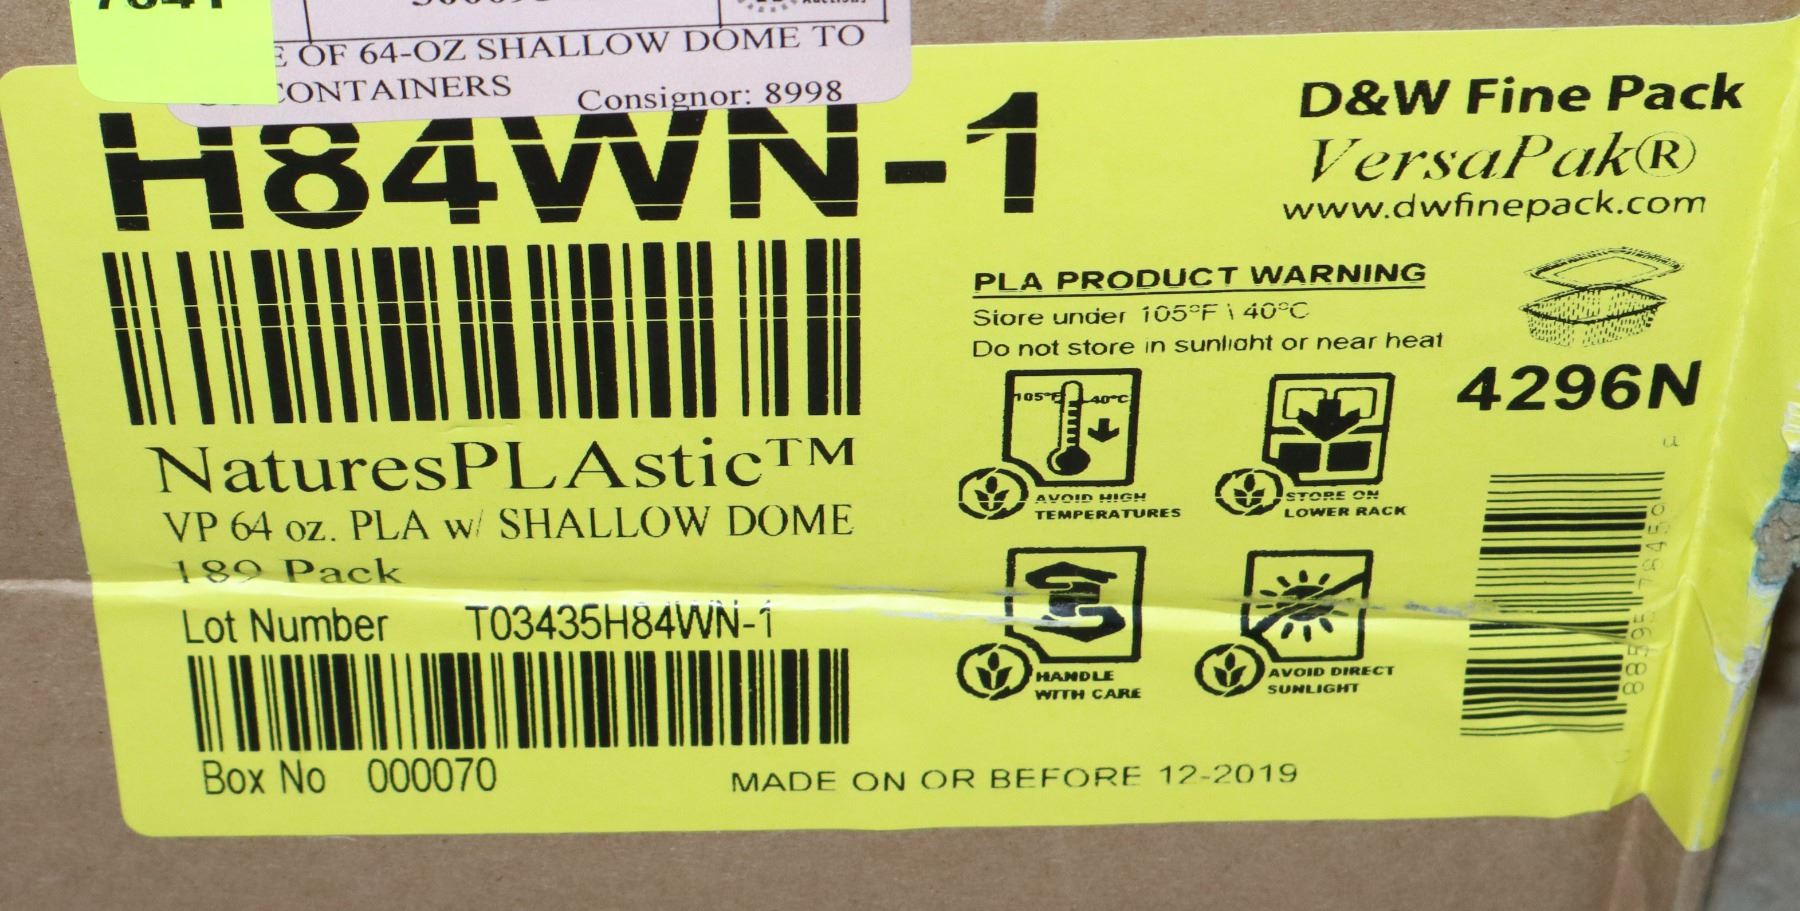 E OF 64-OZ SHALLOW DOME TO
CONTAINERS
Consignor: 8998
H84WN-1
D&W Fine Pack
VersaPak®
www.dwfinepack.com
PLA PRODUCT WARNING
Store under 105°F \ 40°C
Do not store in sunlight or near heat
4296N
105°F 40°C
AVOID HIGH
TEMPERATURES
STORE ON
LOWER RACK
HANDLE
WITH CARE
AVOID DIRECT
SUNLIGHT
NaturesPLAstic™
VP 64 oz. PLA w/ SHALLOW DOME
189 Pack
Lot Number T03435H84WN-1
Box No 000070
MADE ON OR BEFORE 12-2019